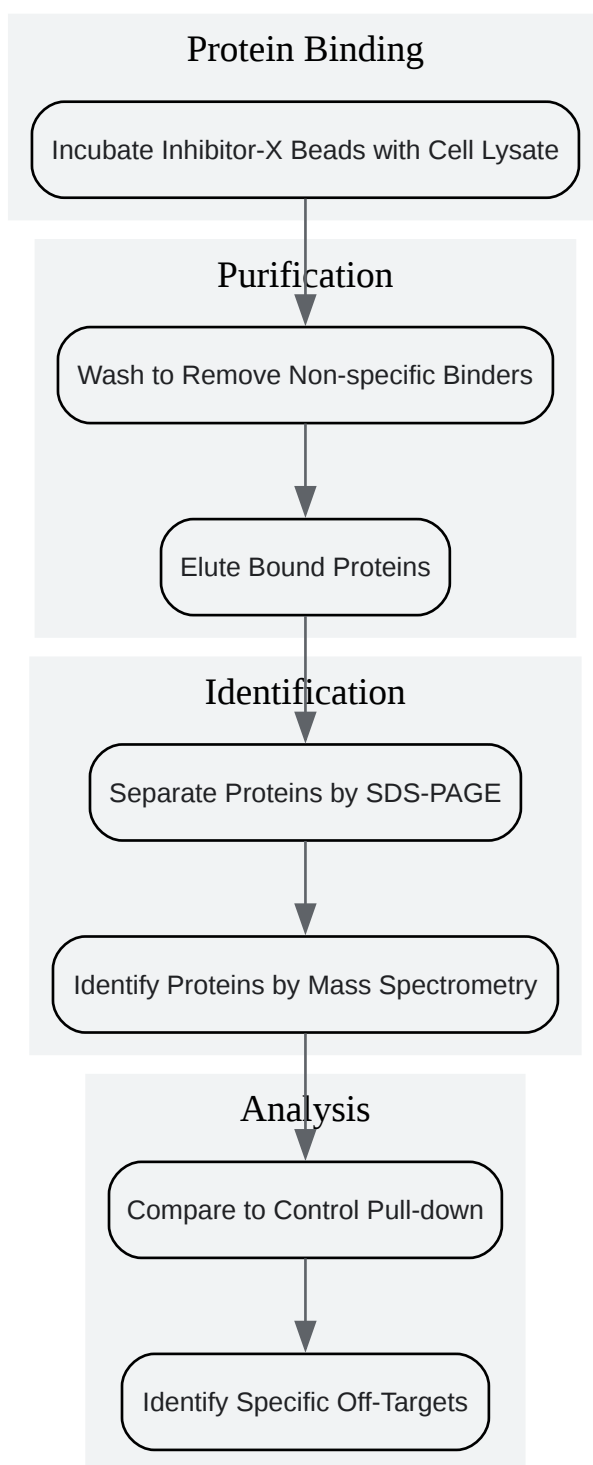 Protein Binding
Incubate Inhibitor-X Beads with Cell Lysate
Purification
Wash to Remove Non-specific Binders
Elute Bound Proteins
Identification
Separate Proteins by SDS-PAGE
Identify Proteins by Mass Spectrometry
Analysis
Compare to Control Pull-down
Identify Specific Off-Targets